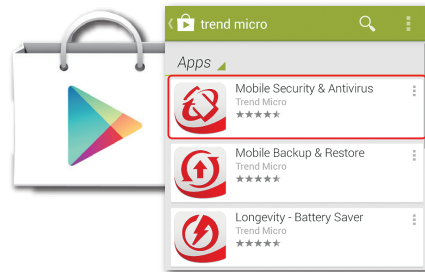 trend micro
Apps
Mobile Security & Antivirus
Trend Micro
Mobile Backup & Restore
Trend Micro
Longevity - Battery Saver
Trend Micro